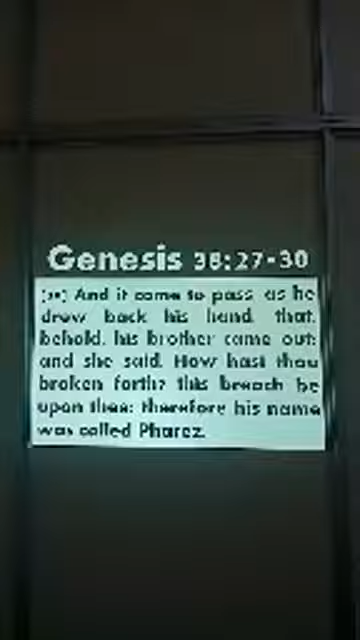 Genesis 38:27-30
(29) And it came to pass as he
drew back his hand, that,
behold, his brother came out:
and she said, How hast thou
broken forth? this breach be
upon thee: therefore his name
was called Pharez.